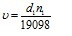 υ = d₁n₁ / 19098